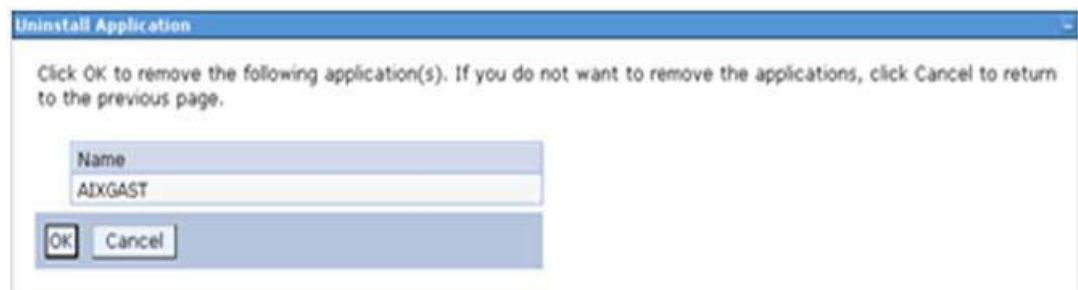 Uninstall Application
Click OK to remove the following application(s). If you do not want to remove the applications, click Cancel to return
to the previous page.
Name
AIXGAST
OK Cancel